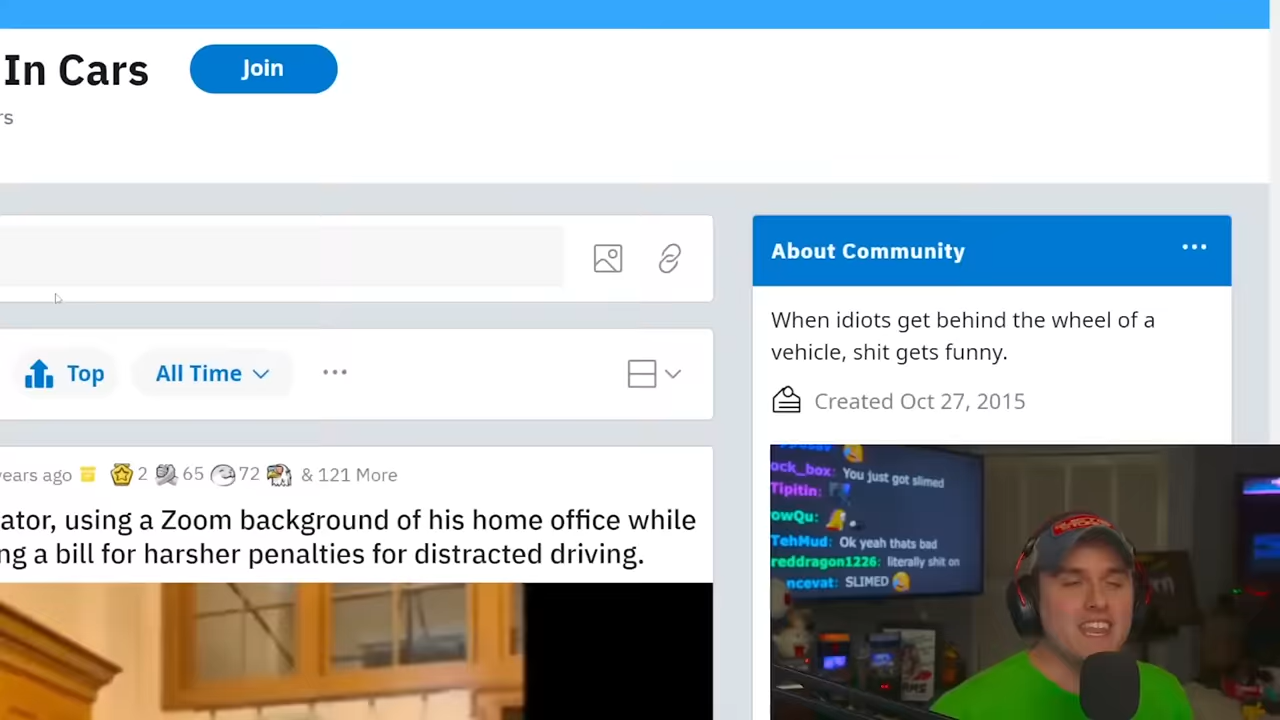 In Cars
Join
rs
About Community
When idiots get behind the wheel of a
vehicle, shit gets funny.
Created Oct 27, 2015
Top
All Time
years ago 2 65 72 & 121 More
ator, using a Zoom background of his home office while
ng a bill for harsher penalties for distracted driving.
ock_box: You just got slimed
Tipitin:
owQu:
TehMud: Ok yeah thats bad
reddragon1226: literally shit on
ncevat: SLIMED